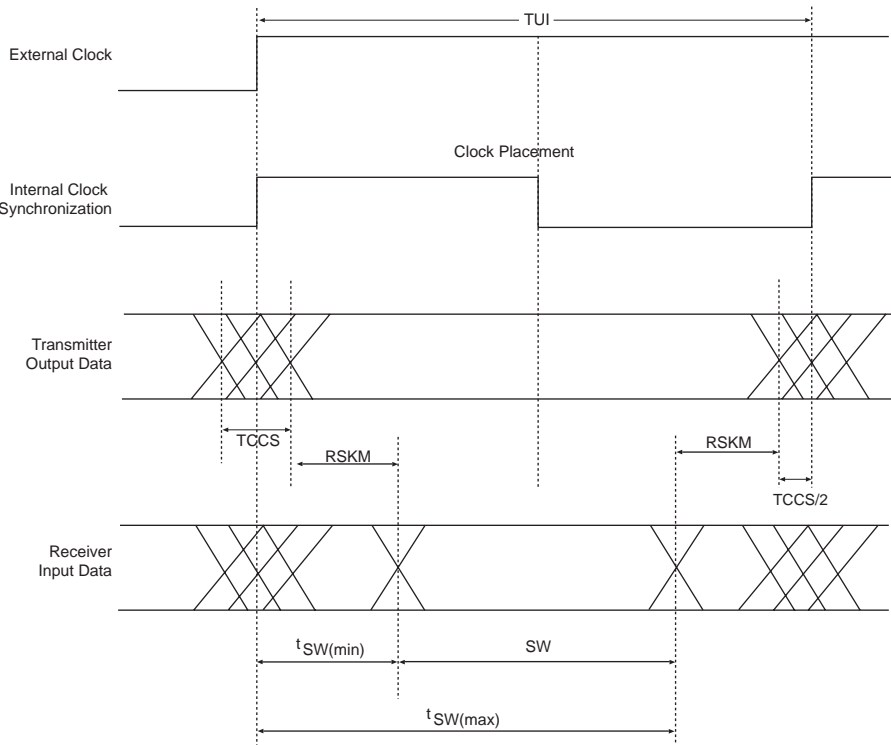 TUI
External Clock
Clock Placement
Internal Clock
Synchronization
Transmitter
Output Data
TCCS
RSKM
RSKM
TCCS/2
Receiver
Input Data
tSW(min)
SW
tSW(max)